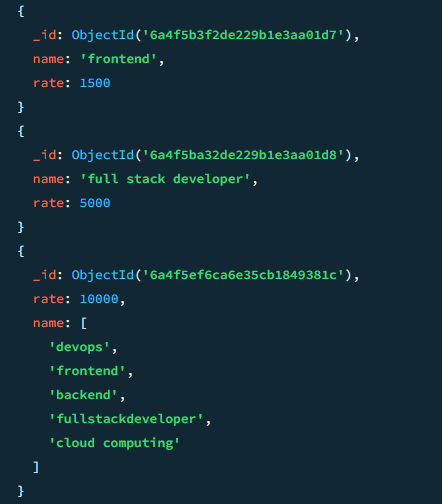 {
_id: ObjectId('6a4f5b3f2de229b1e3aa01d7'),
name: 'frontend',
rate: 1500
}
{
_id: ObjectId('6a4f5ba32de229b1e3aa01d8'),
name: 'full stack developer',
rate: 5000
}
{
_id: ObjectId('6a4f5ef6ca6e35cb1849381c'),
rate: 10000,
name: [
'devops',
'frontend',
'backend',
'fullstackdeveloper',
'cloud computing'
]
}